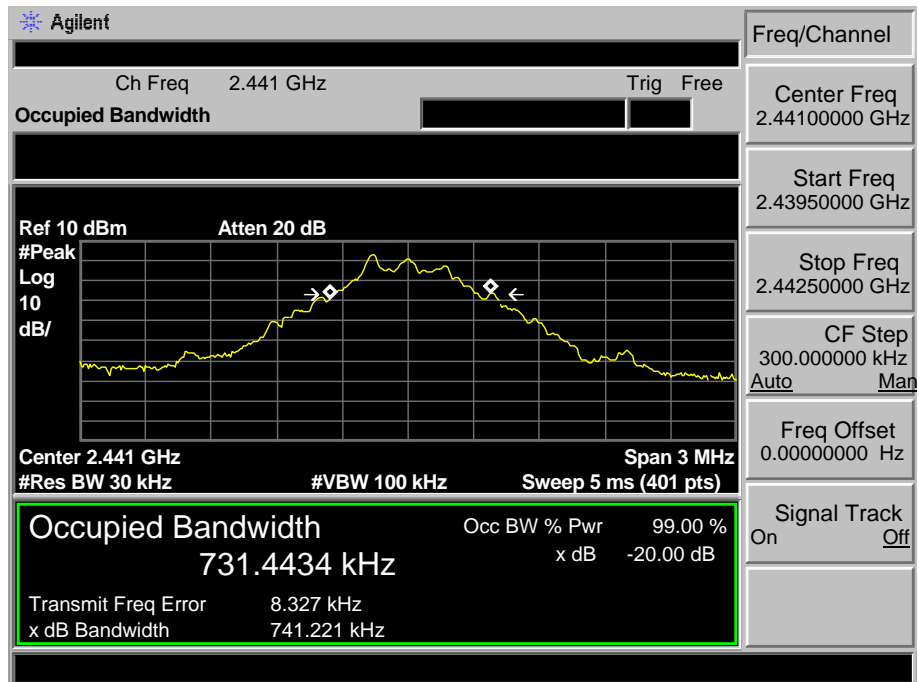 Agilent
Freq/Channel
Ch Freq 2.441 GHz Trig Free
Occupied Bandwidth
Center Freq
2.44100000 GHz
Start Freq
2.43950000 GHz
Stop Freq
2.44250000 GHz
CF Step
300.000000 kHz
Auto Man
Freq Offset
0.00000000 Hz
Signal Track
On Off
Ref 10 dBm Atten 20 dB
#Peak
Log
10
dB/
Center 2.441 GHz Span 3 MHz
#Res BW 30 kHz #VBW 100 kHz Sweep 5 ms (401 pts)
Occupied Bandwidth Occ BW % Pwr 99.00 %
731.4434 kHz x dB -20.00 dB
Transmit Freq Error 8.327 kHz
x dB Bandwidth 741.221 kHz